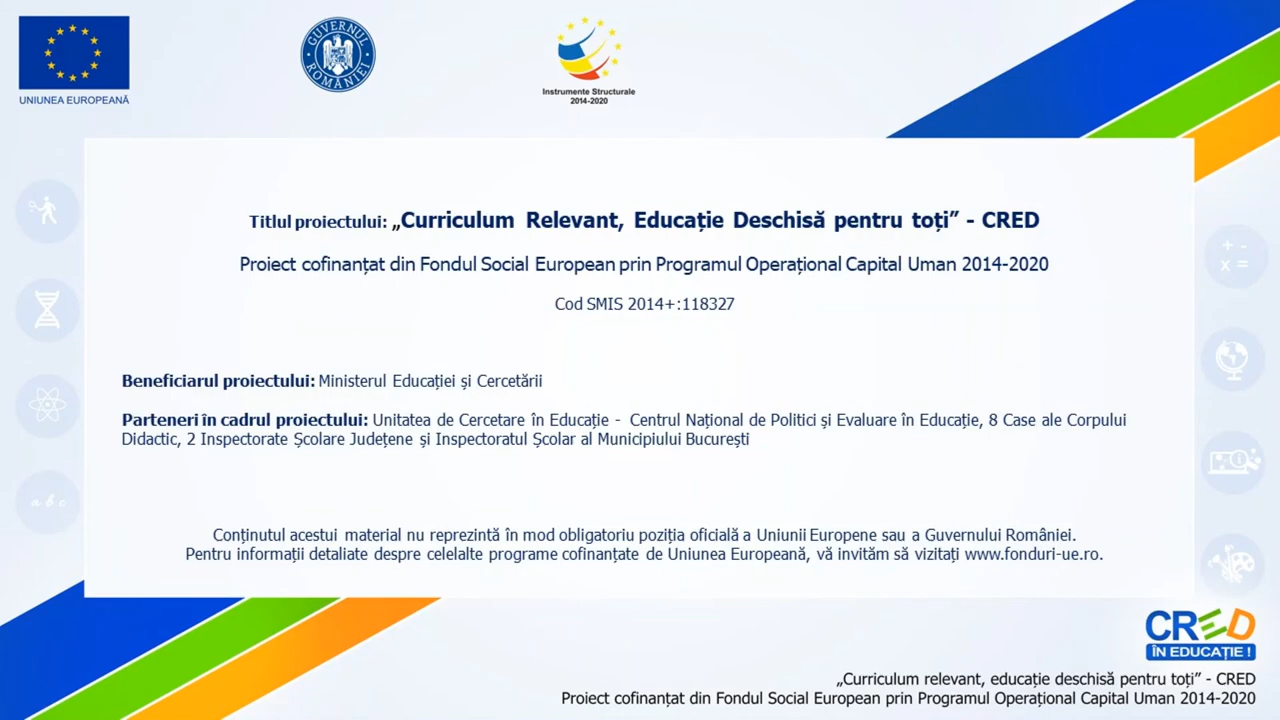 UNIUNEA EUROPEANĂ
GUVERNUL ROMÂNIEI
Instrumente Structurale
2014-2020
Titlul proiectului: „Curriculum Relevant, Educație Deschisă pentru toți” - CRED
Proiect cofinanțat din Fondul Social European prin Programul Operațional Capital Uman 2014-2020
Cod SMIS 2014+:118327
Beneficiarul proiectului: Ministerul Educației și Cercetării
Parteneri în cadrul proiectului: Unitatea de Cercetare în Educație - Centrul Național de Politici și Evaluare în Educație, 8 Case ale Corpului
Didactic, 2 Inspectorate Școlare Județene și Inspectoratul Școlar al Municipiului București
Conținutul acestui material nu reprezintă în mod obligatoriu poziția oficială a Uniunii Europene sau a Guvernului României.
Pentru informații detaliate despre celelalte programe cofinanțate de Uniunea Europeană, vă invităm să vizitați www.fonduri-ue.ro.
+ -
x =
a b c
CRED
ÎN EDUCAȚIE !
„Curriculum relevant, educație deschisă pentru toți” - CRED
Proiect cofinanțat din Fondul Social European prin Programul Operațional Capital Uman 2014-2020